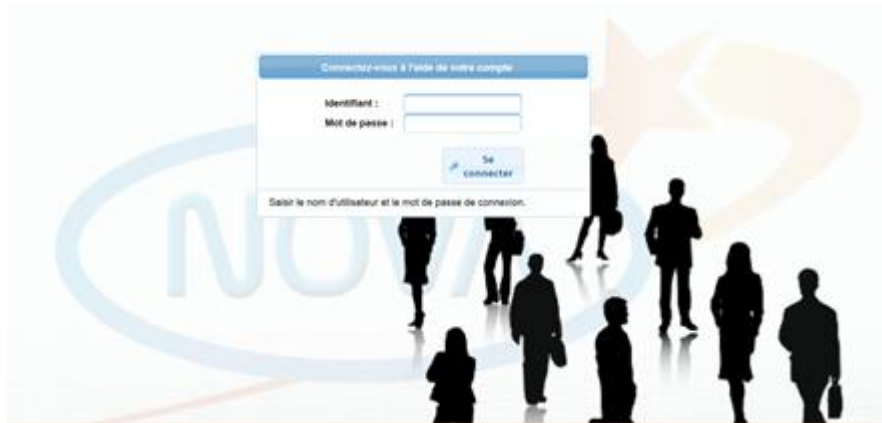 Connectez-vous à l'aide de votre compte
Identifiant :
Mot de passe :
Se
connecter
Saisir le nom d'utilisateur et le mot de passe de connexion.
NOVA